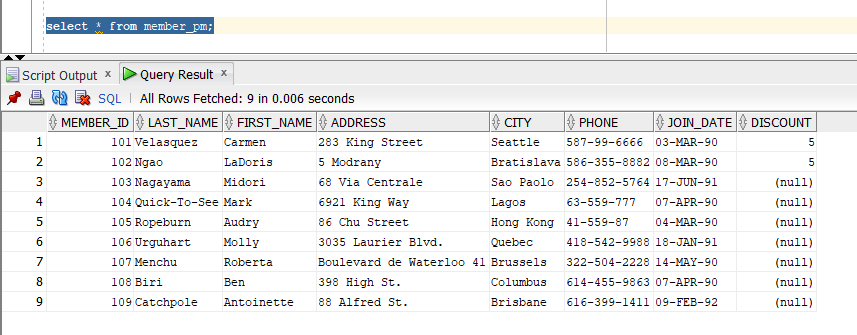 select * from member_pm;
Script Output x Query Result x
SQL | All Rows Fetched: 9 in 0.006 seconds
MEMBER_ID LAST_NAME FIRST_NAME ADDRESS CITY PHONE JOIN_DATE DISCOUNT
1 101 Velasquez Carmen 283 King Street Seattle 587-99-6666 03-MAR-90 5
2 102 Ngao LaDoris 5 Modrany Bratislava 586-355-8882 08-MAR-90 5
3 103 Nagayama Midori 68 Via Centrale Sao Paolo 254-852-5764 17-JUN-91 (null)
4 104 Quick-To-See Mark 6921 King Way Lagos 63-559-777 07-APR-90 (null)
5 105 Ropeburn Audry 86 Chu Street Hong Kong 41-559-87 04-MAR-90 (null)
6 106 Urguhart Molly 3035 Laurier Blvd. Quebec 418-542-9988 18-JAN-91 (null)
7 107 Menchu Roberta Boulevard de Waterloo 41 Brussels 322-504-2228 14-MAY-90 (null)
8 108 Biri Ben 398 High St. Columbus 614-455-9863 07-APR-90 (null)
9 109 Catchpole Antoinette 88 Alfred St. Brisbane 616-399-1411 09-FEB-92 (null)